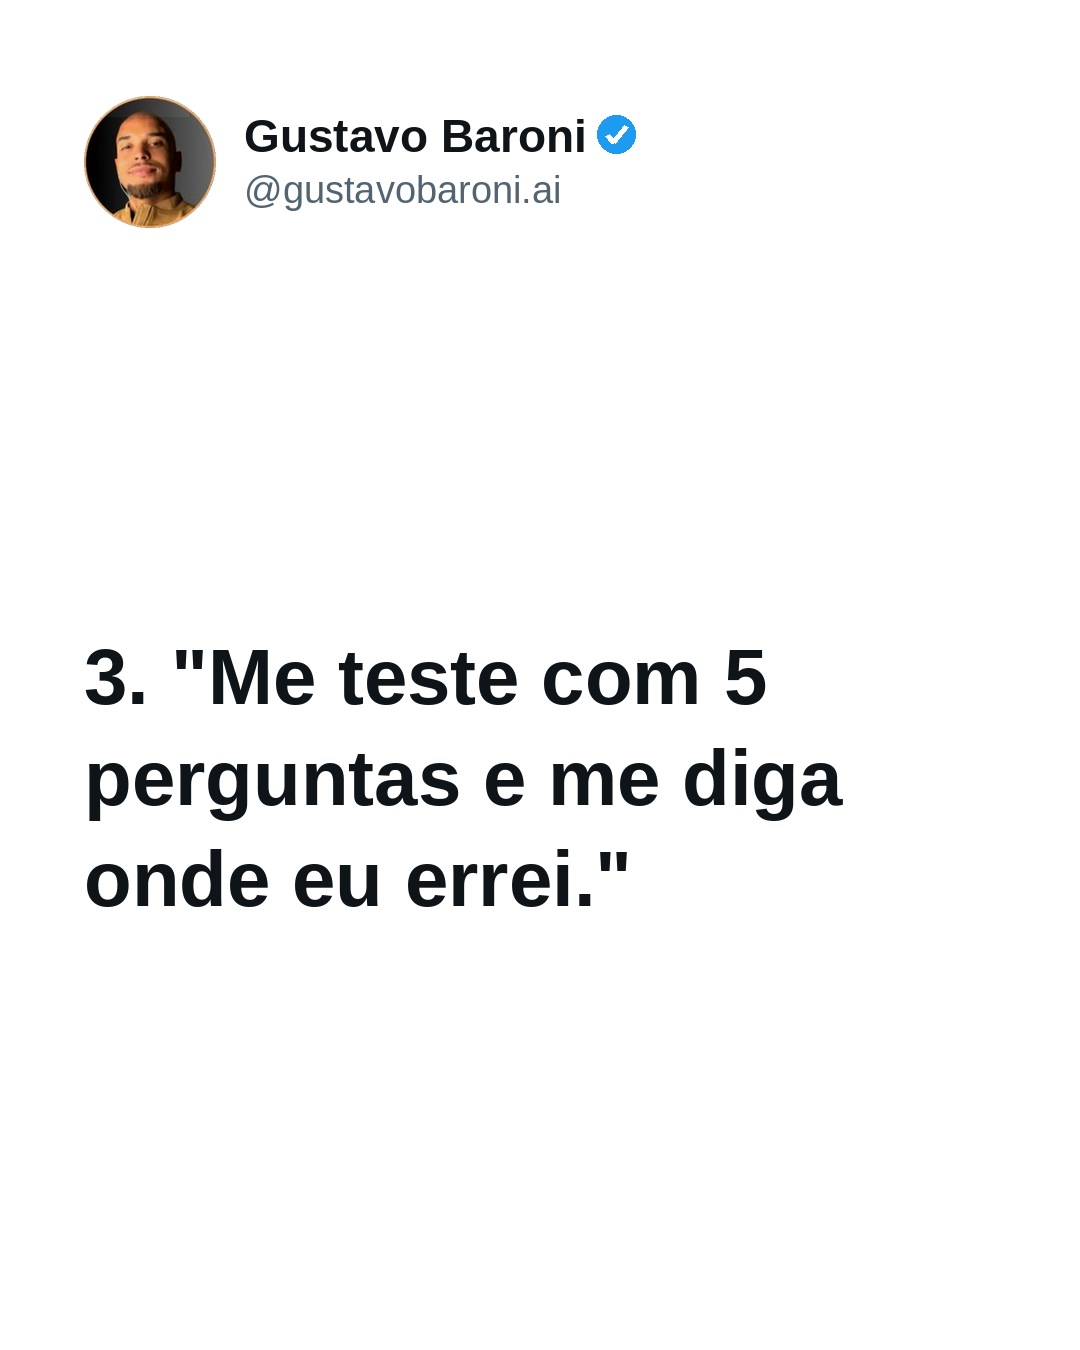 Gustavo Baroni
@gustavobaroni.ai
3. "Me teste com 5
perguntas e me diga
onde eu errei."